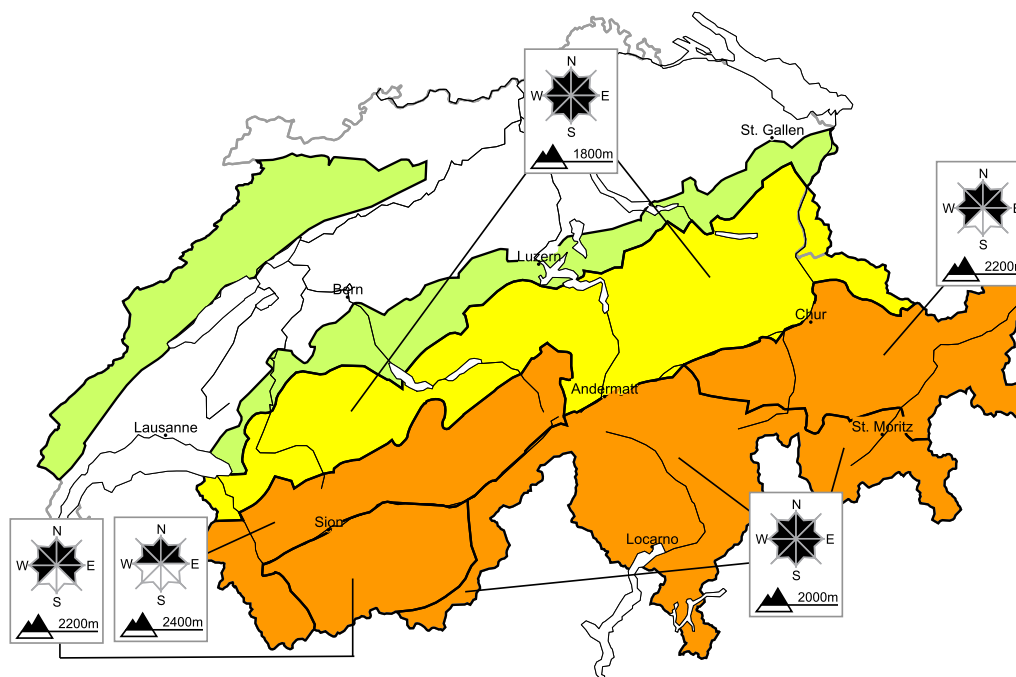 N
W E
S
1800m
St. Gallen
N
W E
S
2200m
Luzern
Bern
Chur
Andermatt
St. Moritz
Lausanne
N
W E
S
2200m
N
W E
S
2400m
Sion
Locarno
N
W E
S
2000m